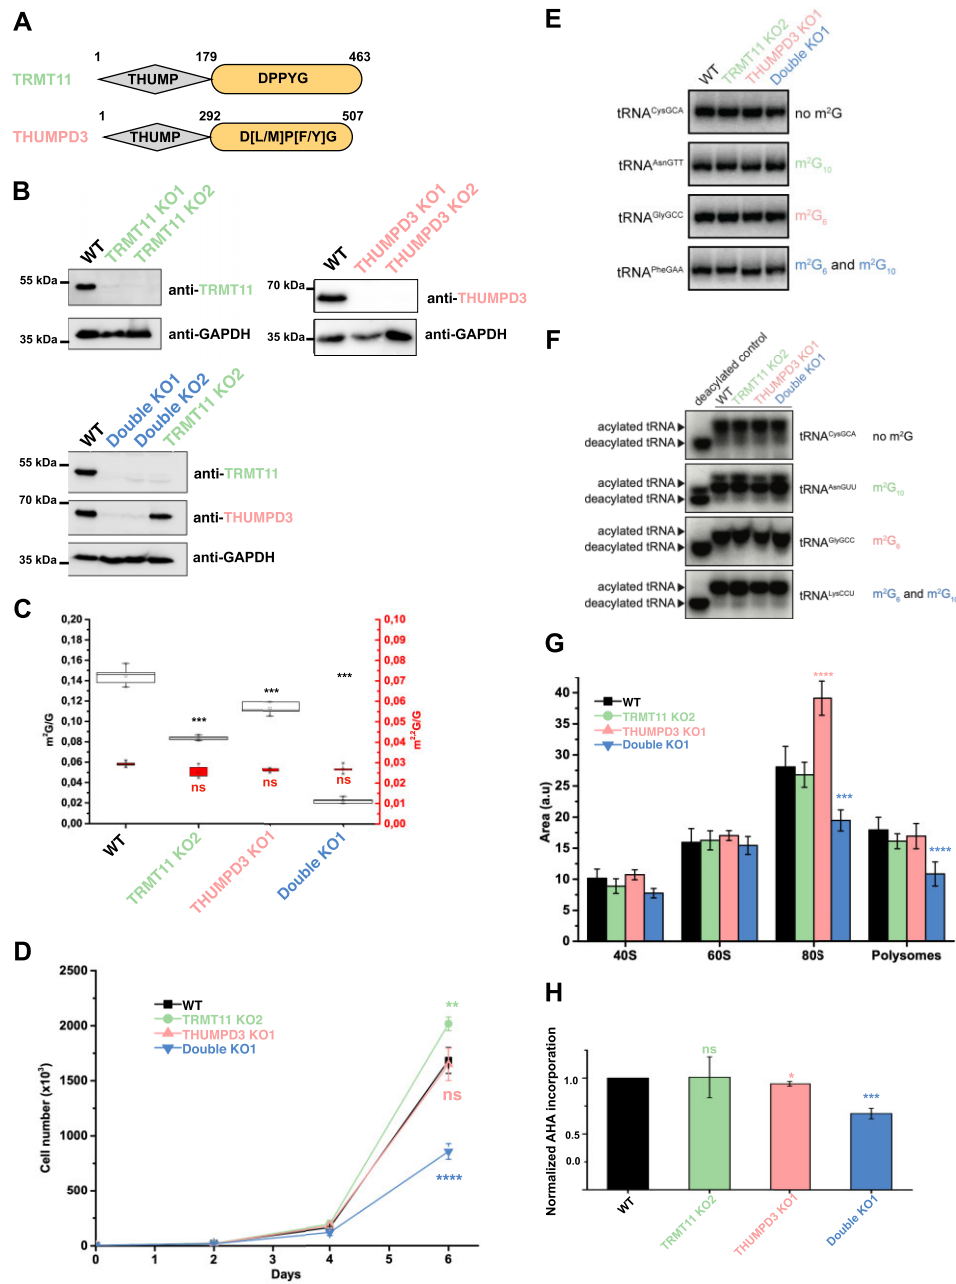 A
1 179 463
TRMT11 THUMP DPPYG
1 292 507
THUMPD3 THUMP D[L/M]P[F/Y]G
B
WT TRMT11 KO1 TRMT11 KO2
55 kDa anti-TRMT11
35 kDa anti-GAPDH
WT THUMPD3 KO1 THUMPD3 KO2
70 kDa anti-THUMPD3
35 kDa anti-GAPDH
WT Double KO1 Double KO2 TRMT11 KO2
55 kDa anti-TRMT11
70 kDa anti-THUMPD3
35 kDa anti-GAPDH
C
m²G/G
0,20
0,18
0,16
0,14
0,12
0,10
0,08
0,06
0,04
0,02
0,00
*** *** ***
ns ns ns
0,10
0,09
0,08
0,07
0,06
0,05
0,04
0,03
0,02
0,01
0,00
m²,²G/G
WT TRMT11 KO2 THUMPD3 KO1 Double KO1
D
Cell number (x10³)
2500
2000
1500
1000
500
0
WT
TRMT11 KO2
THUMPD3 KO1
Double KO1
**
ns
****
0 1 2 3 4 5 6
Days
E
WT TRMT11 KO2 THUMPD3 KO1 Double KO1
tRNA^CysGCA no m²G
tRNA^AsnGTT m²G₁₀
tRNA^GlyGCC m²G₆
tRNA^PheGAA m²G₆ and m²G₁₀
F
deacylated control WT TRMT11 KO2 THUMPD3 KO1 Double KO1
acylated tRNA
deacylated tRNA
tRNA^CysGCA no m²G
acylated tRNA
deacylated tRNA
tRNA^AsnGUU m²G₁₀
acylated tRNA
deacylated tRNA
tRNA^GlyGCC m²G₆
acylated tRNA
deacylated tRNA
tRNA^LysCCU m²G₆ and m²G₁₀
G
Area (a.u)
40
35
30
25
20
15
10
5
0
WT
TRMT11 KO2
THUMPD3 KO1
Double KO1
****
***
****
40S 60S 80S Polysomes
H
Normalized AHA incorporation
1.0
0.5
0.0
ns
*
***
WT TRMT11 KO2 THUMPD3 KO1 Double KO1